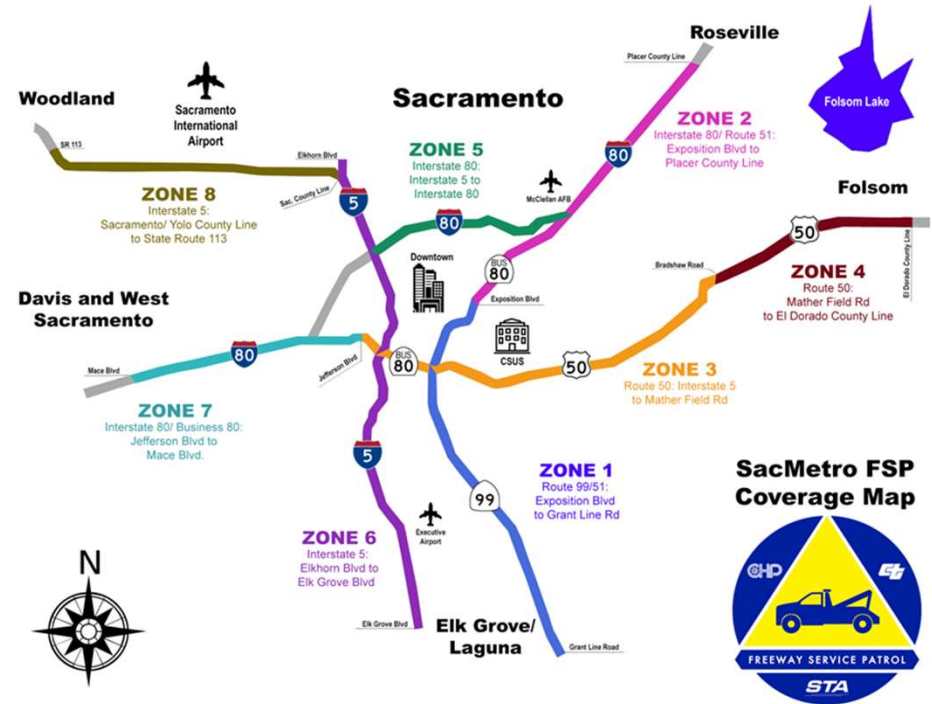 Roseville
Placer County Line
Woodland
Sacramento
International
Airport
Sacramento
Folsom Lake
ZONE 2
Interstate 80/ Route 51:
Exposition Blvd to
Placer County Line
SR 113
Elkhorn Blvd
Sac. County Line
ZONE 5
Interstate 80:
Interstate 5 to
Interstate 80
80
McClellan AFB
Folsom
ZONE 8
Interstate 5:
Sacramento/ Yolo County Line
to State Route 113
5
80
50
El Dorado County Line
Downtown
BUS
80
Bradshaw Road
ZONE 4
Route 50:
Mather Field Rd
to El Dorado County Line
Davis and West
Sacramento
Exposition Blvd
CSUS
80
Jefferson Blvd
BUS
80
50
Mace Blvd
ZONE 3
Route 50: Interstate 5
to Mather Field Rd
ZONE 7
Interstate 80/ Business 80:
Jefferson Blvd to
Mace Blvd.
5
99
ZONE 1
Route 99/51:
Exposition Blvd
to Grant Line Rd
SacMetro FSP
Coverage Map
Executive
Airport
ZONE 6
Interstate 5:
Elkhorn Blvd to
Elk Grove Blvd
N
Elk Grove Blvd
Elk Grove/
Laguna
Grant Line Road
CHP
Ct
FREEWAY SERVICE PATROL
STA